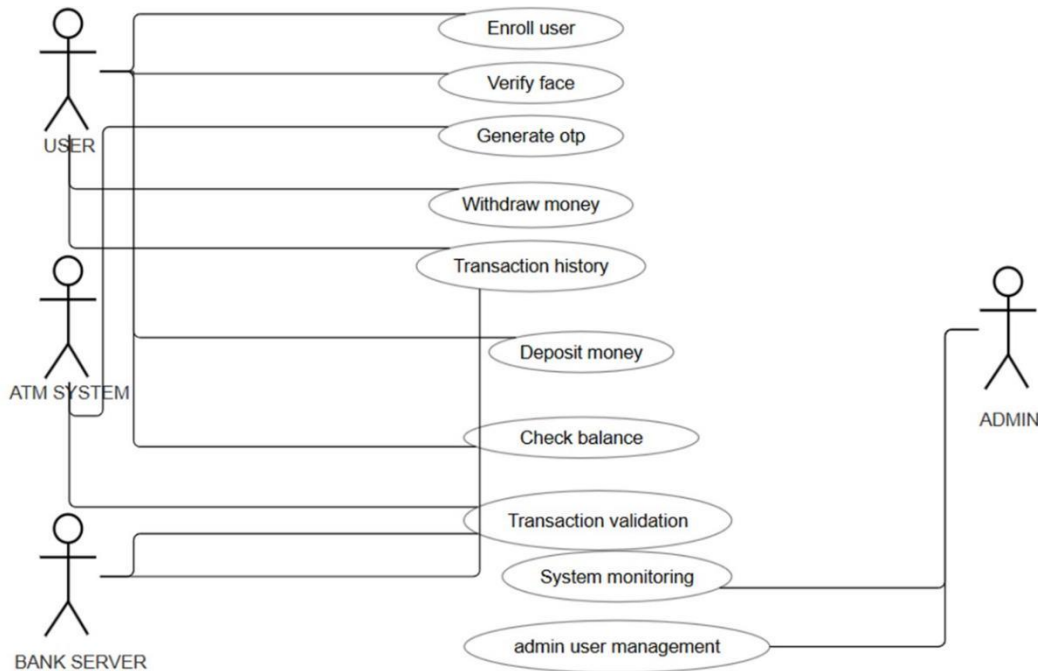 Enroll user
Verify face
Generate otp
USER
Withdraw money
Transaction history
Deposit money
ATM SYSTEM
ADMIN
Check balance
Transaction validation
System monitoring
admin user management
BANK SERVER